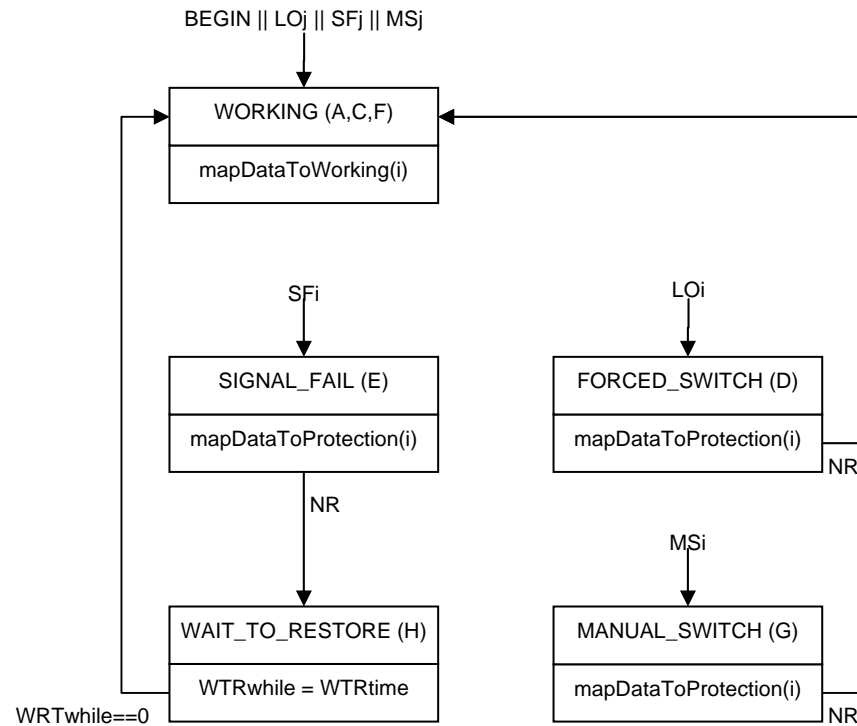 BEGIN || LOj || SFj || MSj
WORKING (A,C,F)
mapDataToWorking(i)
SFi
LOi
SIGNAL_FAIL (E)
FORCED_SWITCH (D)
mapDataToProtection(i)
mapDataToProtection(i)
NR
NR
MSi
WAIT_TO_RESTORE (H)
MANUAL_SWITCH (G)
WTRwhile = WTRtime
mapDataToProtection(i)
WRTwhile==0
NR